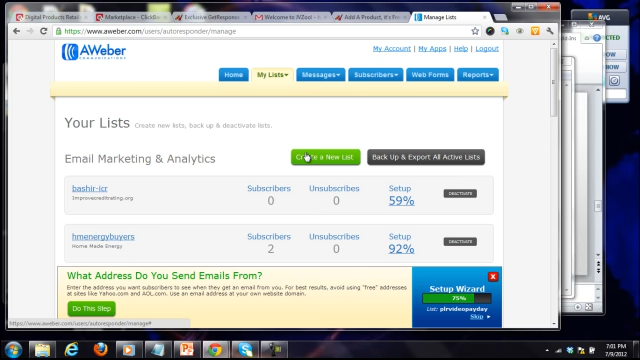 Digital Products Retail
Marketplace - ClickBa
Exclusive GetRespons
Welcome to JVZoo! -
Add A Product, it's Fr
Manage Lists
AVG
https://www.aweber.com/users/autoresponder/manage
AWeber
COMMUNICATIONS
My Account | My Apps | Help | Logout
Home
My Lists
Messages
Subscribers
Web Forms
Reports
Your Lists
Create new lists, back up & deactivate lists.
Email Marketing & Analytics
Create a New List
Back Up & Export All Active Lists
bashir-icr
Improvecreditrating.org
Subscribers
0
Unsubscribes
0
Setup
59%
DEACTIVATE
hmenergybuyers
Home Made Energy
Subscribers
2
Unsubscribes
0
Setup
92%
DEACTIVATE
What Address Do You Send Emails From?
Enter the address you want subscribers to see when they get an email from you. For best results, avoid using "free" addresses
at sites like Yahoo.com and AOL.com. Use an email address at your own website domain.
Do This Step
X
Setup Wizard
75%
List: plrvideopayday
Skip
https://www.aweber.com/users/autoresponder/manage#
7:01 PM
7/9/2012